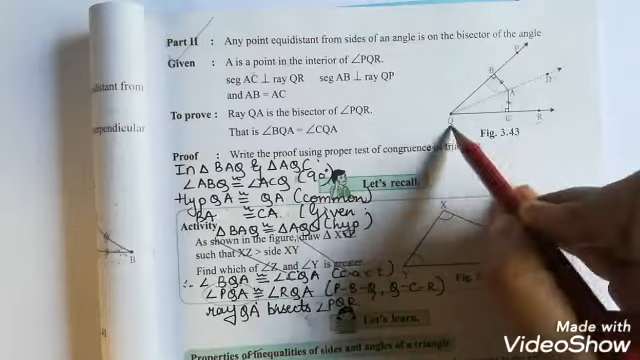 Part II : Any point equidistant from sides of an angle is on the bisector of the angle
Given : A is a point in the interior of ∠PQR.
seg AC ⊥ ray QR seg AB ⊥ ray QP
and AB = AC
To prove : Ray QA is the bisector of ∠PQR.
That is ∠BQA = ∠CQA
Proof : Write the proof using proper test of congruence of
istant from
perpendicular
B
P
B
D
A
Q
C
R
Fig. 3.43
In △ BAQ & △AQC
∠ABQ ≅ ∠ACQ (90°)
Hyp QA ≅ QA (common)
BA ≅ CA (given)
△BAQ ≅ △AQC (hyp)
∴ ∠BQA ≅ ∠CQA (c a c t)
∠PQA ≅ ∠RQA (P-B-Q, Q-C-R)
ray QA bisects ∠PQR
Let's recall.
Activity
As shown in the figure, draw △
such that XZ > side XY
Find which of ∠Z and ∠Y is greater.
X
Y
Let's learn.
Properties of inequalities of sides and angles of a triangle
Made with
VideoShow